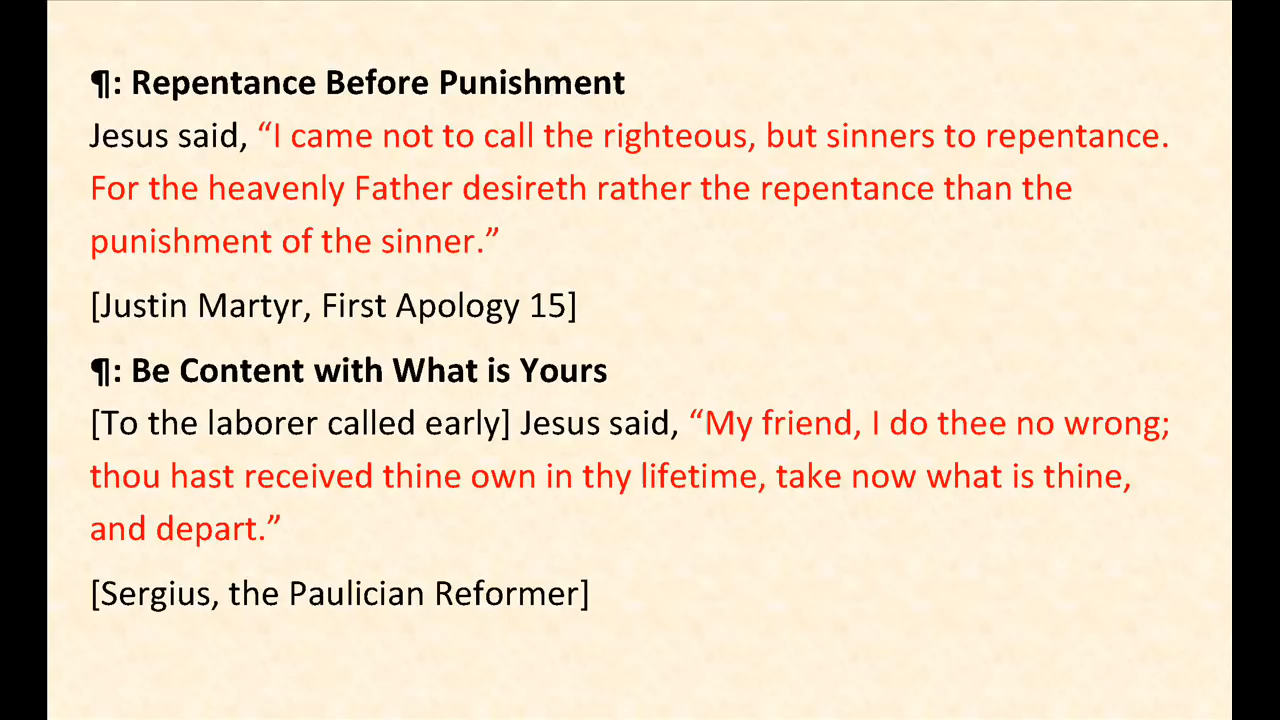 ¶: Repentance Before Punishment
Jesus said, “I came not to call the righteous, but sinners to repentance.
For the heavenly Father desireth rather the repentance than the
punishment of the sinner.”
[Justin Martyr, First Apology 15]
¶: Be Content with What is Yours
[To the laborer called early] Jesus said, “My friend, I do thee no wrong;
thou hast received thine own in thy lifetime, take now what is thine,
and depart.”
[Sergius, the Paulician Reformer]